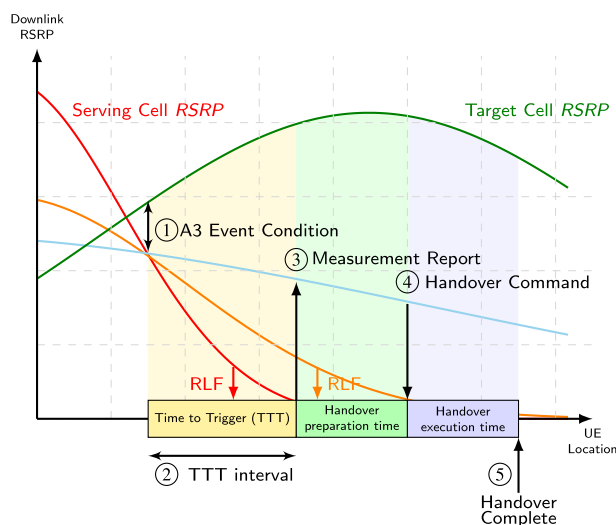 Downlink
RSRP
Serving Cell RSRP
Target Cell RSRP
① A3 Event Condition
③ Measurement Report
④ Handover Command
RLF
RLF
Time to Trigger (TTT)
Handover
preparation time
Handover
execution time
UE
Location
② TTT interval
⑤
Handover
Complete